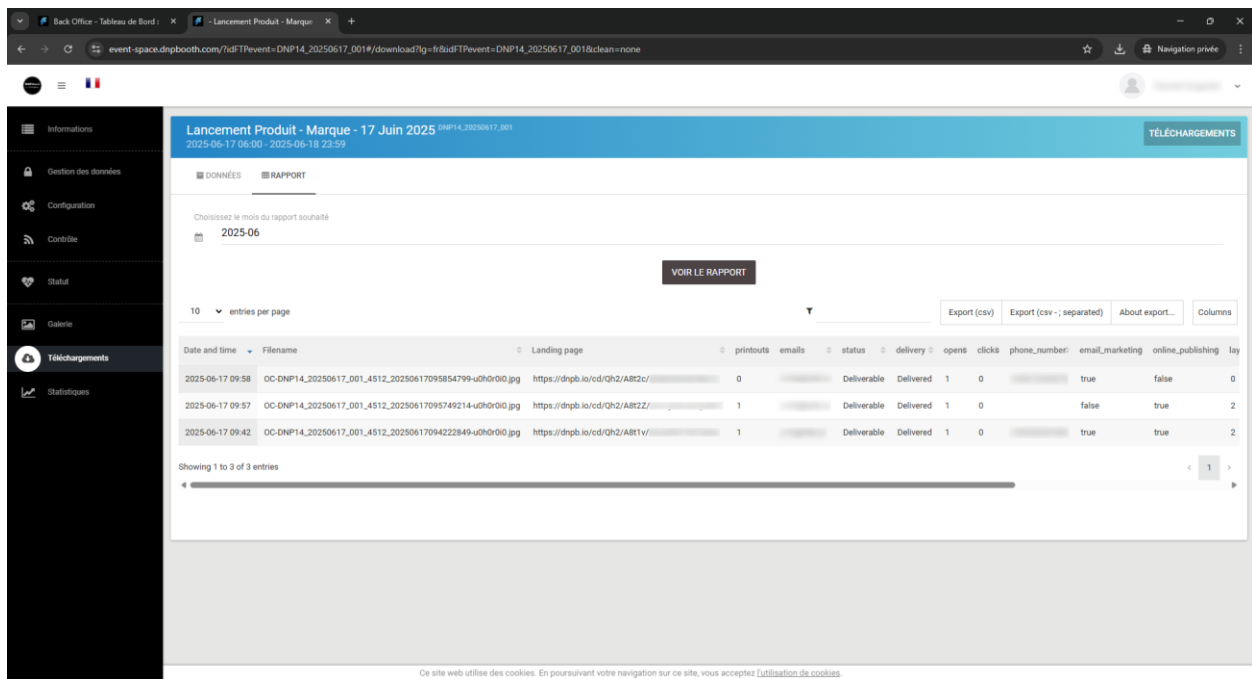 Back Office - Tableau de Bord :
- Lancement Produit - Marque
event-space.dnpbooth.com/?idFTPevent=DNP14_20250617_001#/download?lg=fr&idFTPevent=DNP14_20250617_001&clean=none
Navigation privée
Informations
Gestion des données
Configuration
Contrôle
Statut
Galerie
Téléchargements
Statistiques
Lancement Produit - Marque - 17 Juin 2025 DNP14_20250617_001
2025-06-17 06:00 - 2025-06-18 23:59
TÉLÉCHARGEMENTS
DONNÉES RAPPORT
Choisissez le mois du rapport souhaité
2025-06
VOIR LE RAPPORT
10 entries per page
Export (csv) Export (csv - ; separated) About export... Columns
Date and time Filename Landing page printouts emails status delivery opens clicks phone_number email_marketing online_publishing lay
2025-06-17 09:58 OC-DNP14_20250617_001_4512_20250617095854799-u0h0r0i0.jpg https://dnpb.io/cd/Qh2/A8t2c/ 0 Deliverable Delivered 1 0 true false 0
2025-06-17 09:57 OC-DNP14_20250617_001_4512_20250617095749214-u0h0r0i0.jpg https://dnpb.io/cd/Qh2/A8t2Z/ 1 Deliverable Delivered 1 0 false true 2
2025-06-17 09:42 OC-DNP14_20250617_001_4512_20250617094222849-u0h0r0i0.jpg https://dnpb.io/cd/Qh2/A8t1v/ 1 Deliverable Delivered 1 0 true true 2
Showing 1 to 3 of 3 entries
1
Ce site web utilise des cookies. En poursuivant votre navigation sur ce site, vous acceptez l'utilisation de cookies.